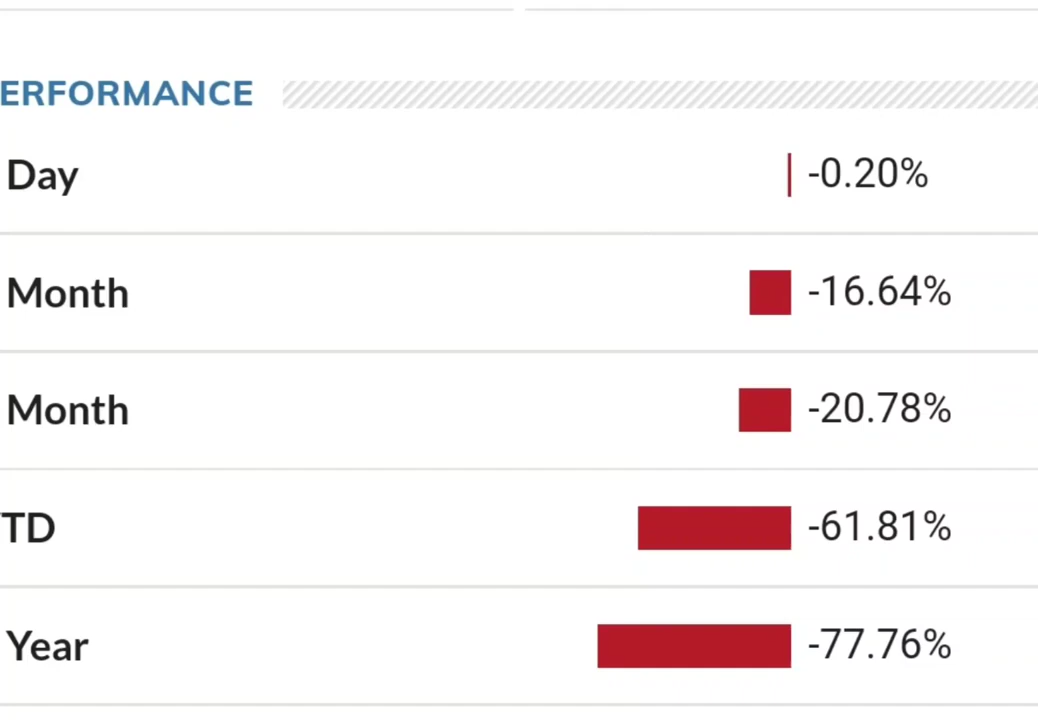 ERFORMANCE
Day -0.20%
Month -16.64%
Month -20.78%
TD -61.81%
Year -77.76%